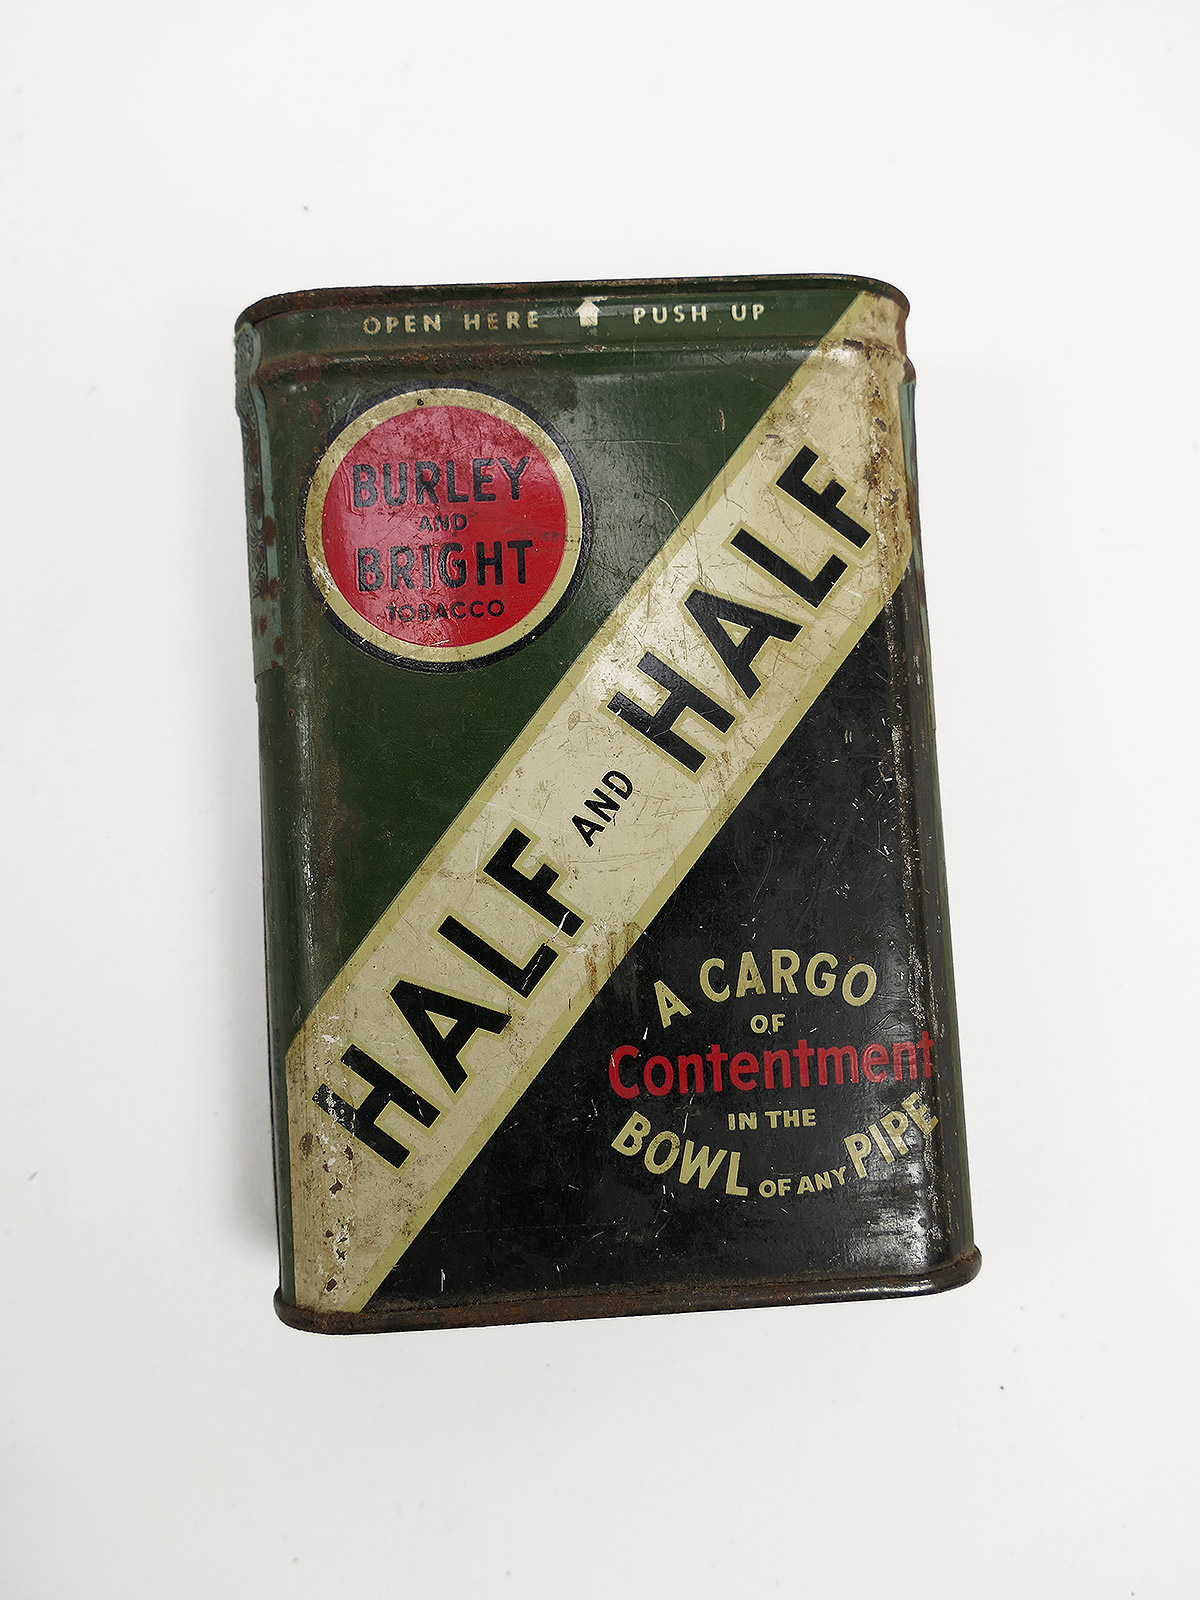 OPEN HERE PUSH UP
BURLEY
AND
BRIGHT
TOBACCO
HALF AND HALF
A CARGO
OF
Contentment
IN THE
BOWL OF ANY PIPE